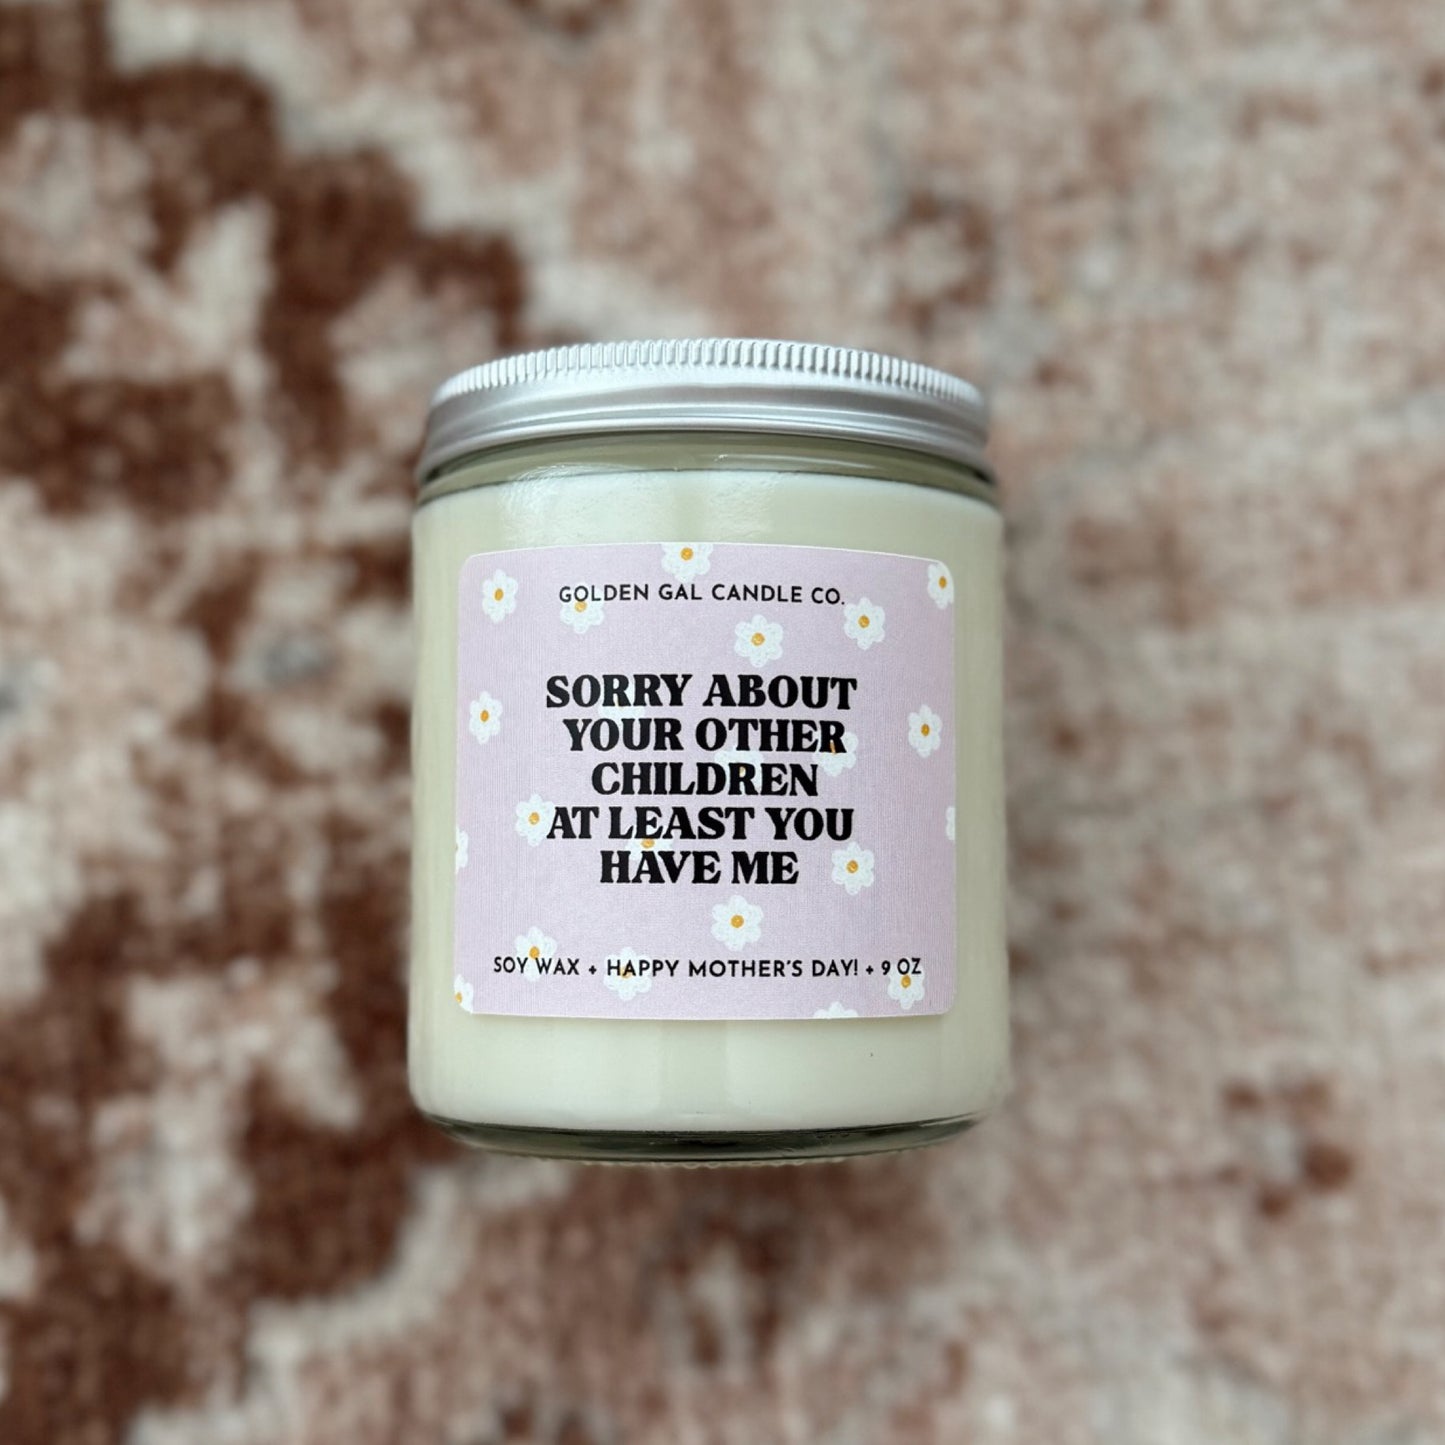 GOLDEN GAL CANDLE CO.
SORRY ABOUT
YOUR OTHER
CHILDREN
AT LEAST YOU
HAVE ME
SOY WAX + HAPPY MOTHER'S DAY! + 9 OZ